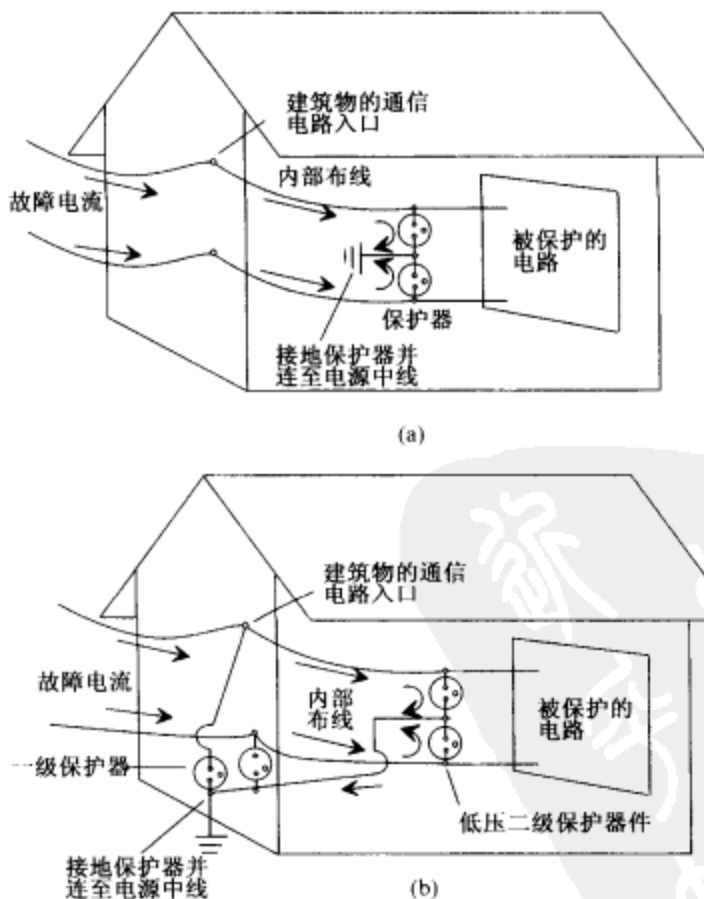 建筑物的通信
电路入口
内部布线
故障电流
被保护的
电路
保护器
接地保护器并
连至电源中线
(a)
建筑物的通信
电路入口
故障电流
内部
布线
被保护的
电路
一级保护器
低压二级保护器件
接地保护器并
连至电源中线
(b)